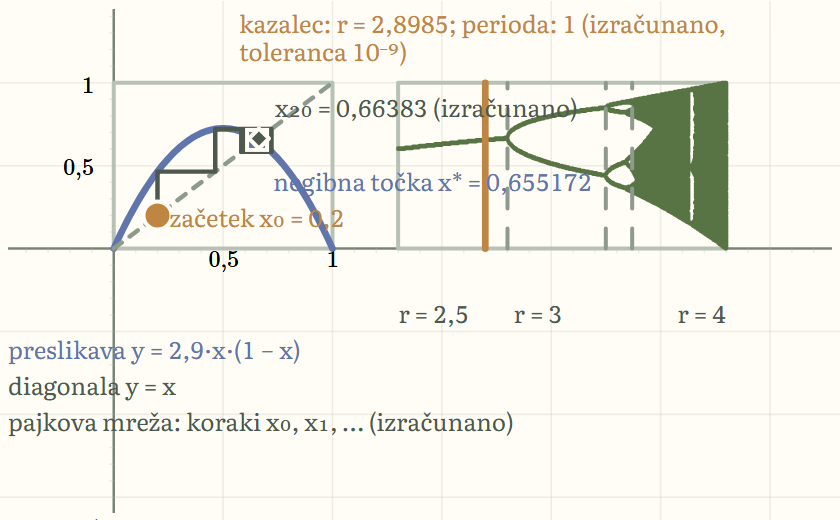 kazalec: r = 2,8985; perioda: 1 (izračunano,
toleranca 10⁻⁹)
1
x₂₀ = 0,66383 (izračunano)
0,5
negibna točka x* = 0,655172
začetek x₀ = 0,2
0,5
1
r = 2,5
r = 3
r = 4
preslikava y = 2,9·x·(1 − x)
diagonala y = x
pajkova mreža: koraki x₀, x₁, … (izračunano)